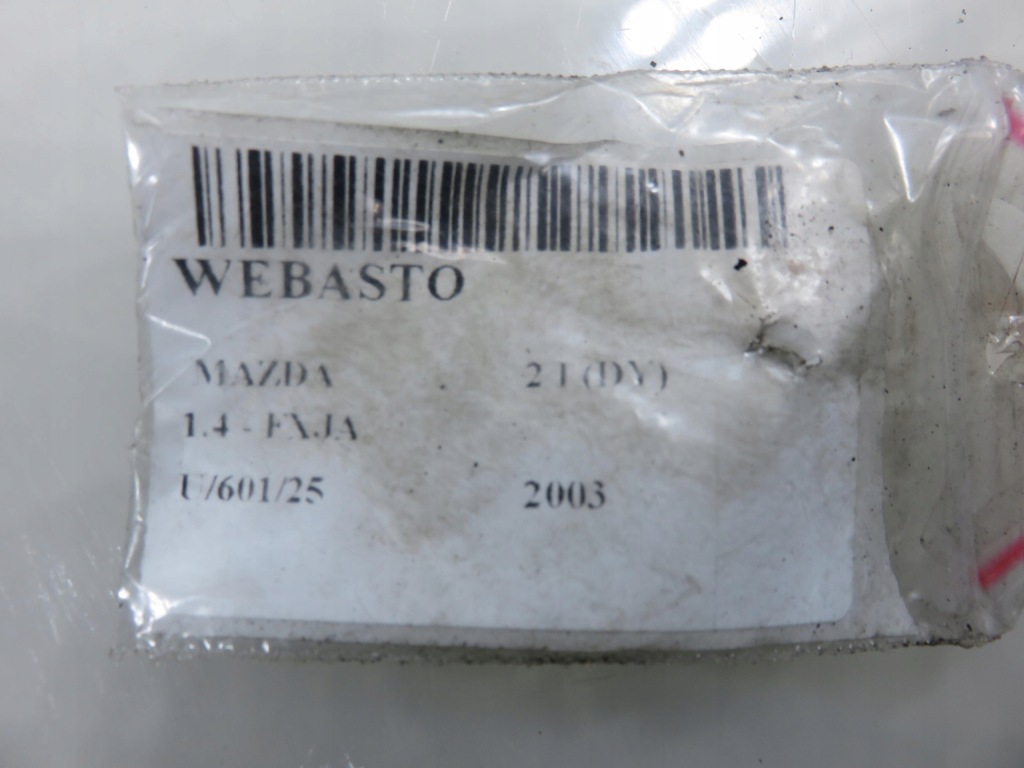 WEBASTO
MAZDA 2 I (DY)
1.4 - FXJA
U/601/25 2003